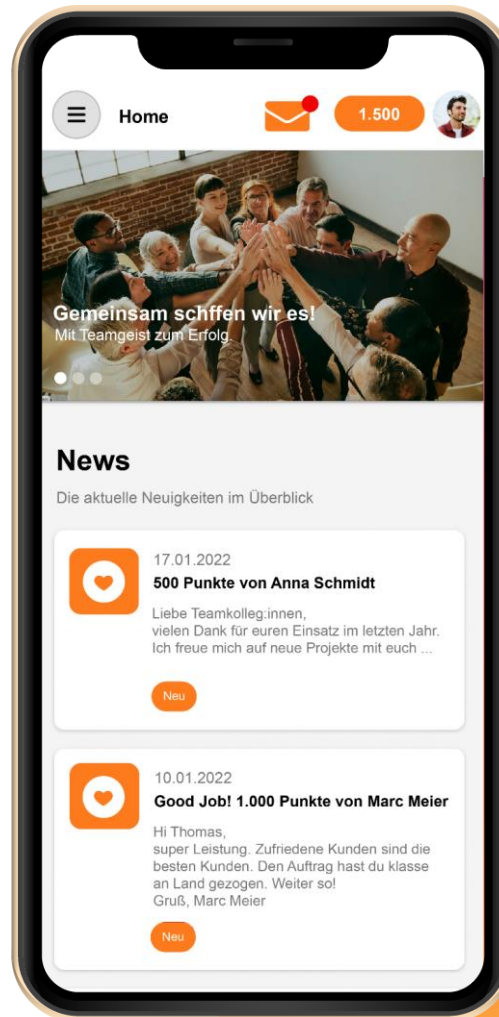 Home
1.500
Gemeinsam schffen wir es!
Mit Teamgeist zum Erfolg.
News
Die aktuelle Neuigkeiten im Überblick
17.01.2022
500 Punkte von Anna Schmidt
Liebe Teamkolleg:innen,
vielen Dank für euren Einsatz im letzten Jahr.
Ich freue mich auf neue Projekte mit euch ...
Neu
10.01.2022
Good Job! 1.000 Punkte von Marc Meier
Hi Thomas,
super Leistung. Zufriedene Kunden sind die
besten Kunden. Den Auftrag hast du klasse
an Land gezogen. Weiter so!
Gruß, Marc Meier
Neu